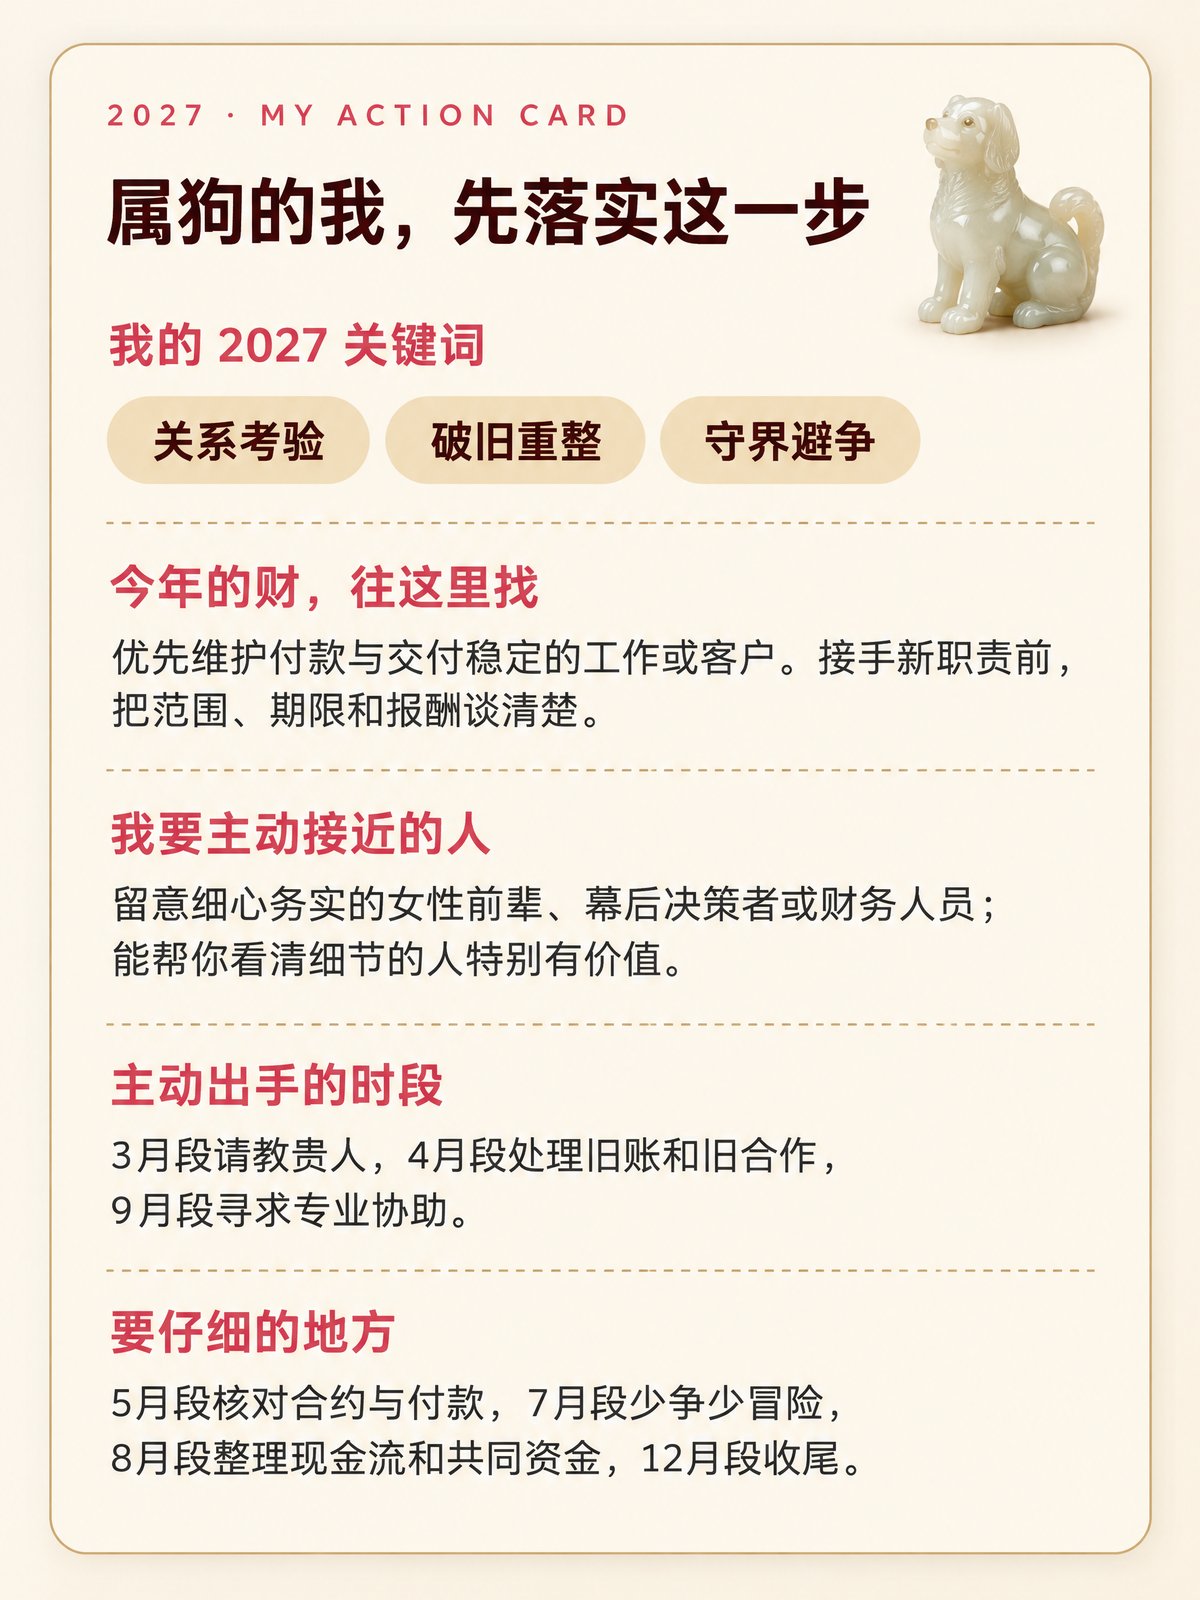 2027 · MY ACTION CARD
属狗的我，先落实这一步
我的 2027 关键词
关系考验
破旧重整
守界避争
今年的财，往这里找
优先维护付款与交付稳定的工作或客户。接手新职责前，
把范围、期限和报酬谈清楚。
我要主动接近的人
留意细心务实的女性前辈、幕后决策者或财务人员；
能帮你看清细节的人特别有价值。
主动出手的时段
3月段请教贵人，4月段处理旧账和旧合作，
9月段寻求专业协助。
要仔细的地方
5月段核对合约与付款，7月段少争少冒险，
8月段整理现金流和共同资金，12月段收尾。